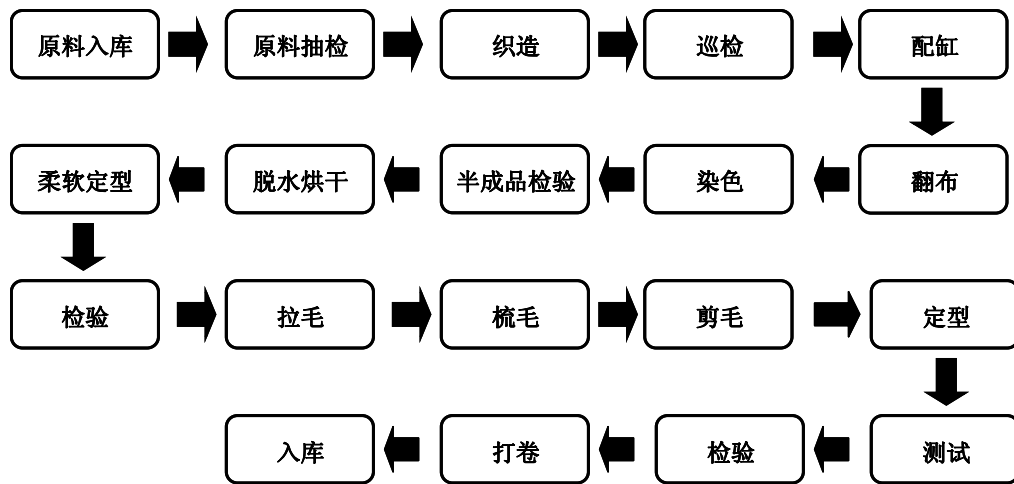 原料入库
原料抽检
织造
巡检
配缸
翻布
染色
半成品检验
脱水烘干
柔软定型
检验
拉毛
梳毛
剪毛
定型
测试
检验
打卷
入库